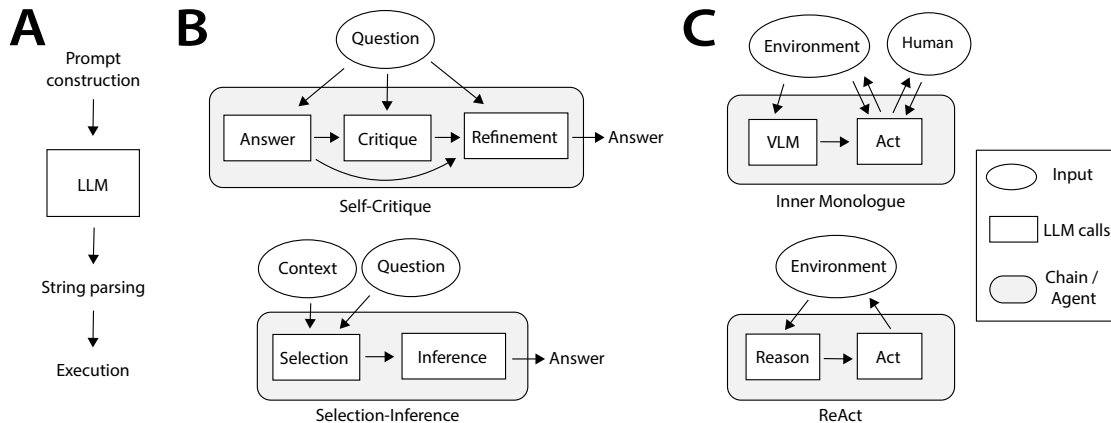 A
Prompt
construction
LLM
String parsing
Execution
B
Question
Answer
Critique
Refinement
Answer
Self-Critique
Context
Question
Selection
Inference
Answer
Selection-Inference
C
Environment
Human
VLM
Act
Inner Monologue
Environment
Reason
Act
ReAct
Input
LLM calls
Chain /
Agent